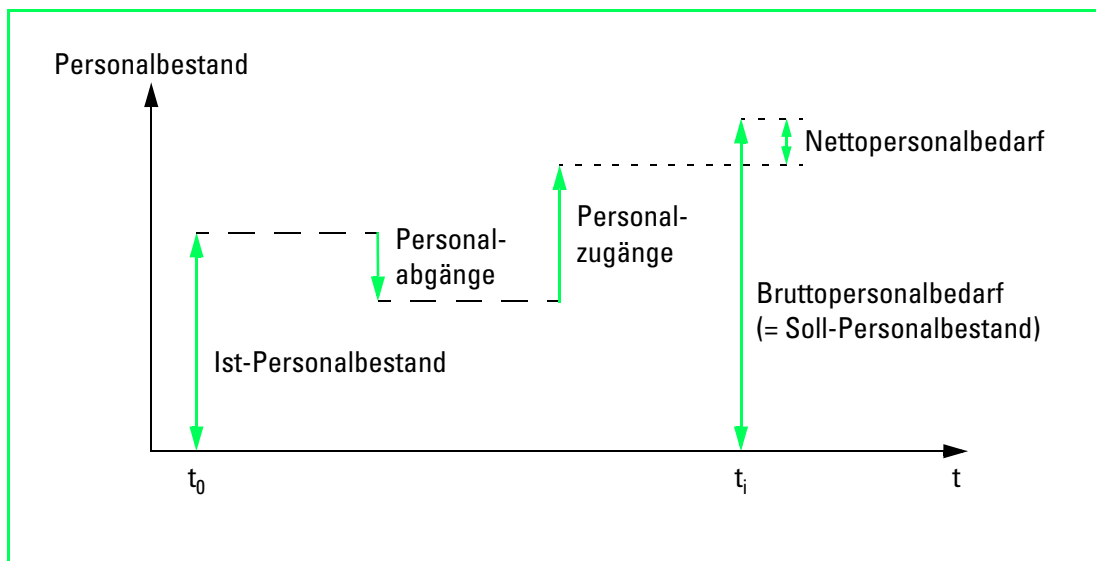 Personalbestand
Nettopersonalbedarf
Personal-
zugänge
Personal-
abgänge
Bruttopersonalbedarf
(= Soll-Personalbestand)
Ist-Personalbestand
t0
ti
t